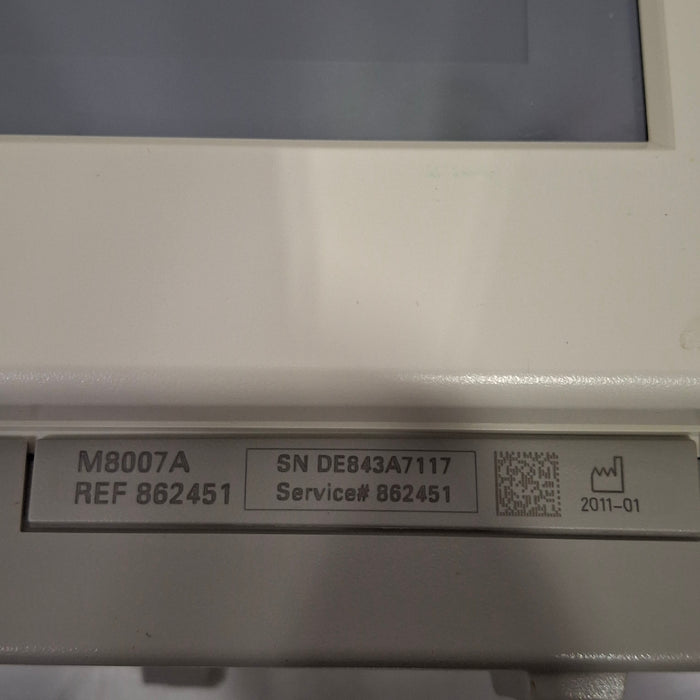 M8007A
REF 862451
SN DE843A7117
Service# 862451
2011-01